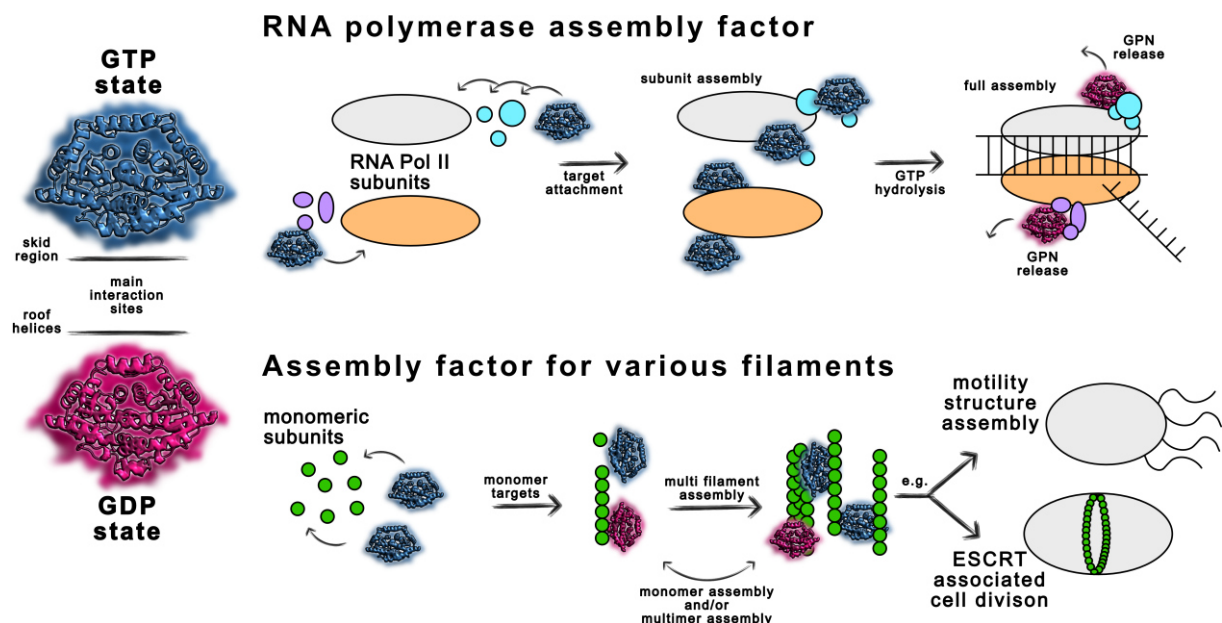 RNA polymerase assembly factor
GTP
state
skid
region
main
interaction
sites
roof
helices
GDP
state
RNA Pol II
subunits
target
attachment
subunit assembly
GTP
hydrolysis
full assembly
GPN
release
GPN
release
Assembly factor for various filaments
monomeric
subunits
monomer
targets
multi filament
assembly
monomer assembly
and/or
multimer assembly
e.g.
motility
structure
assembly
ESCRT
associated
cell divison